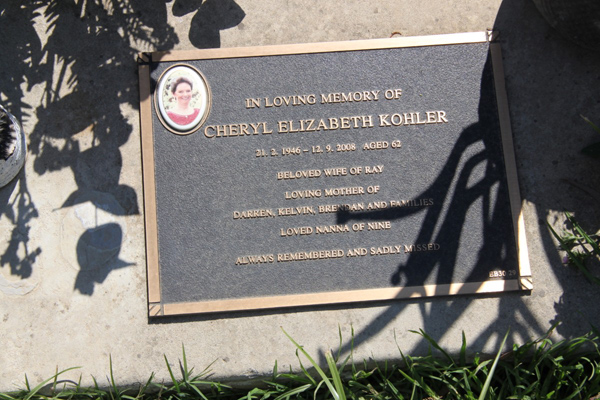 IN LOVING MEMORY OF
CHERYL ELIZABETH KOHLER
21. 2. 1946 – 12. 9. 2008 AGED 62
BELOVED WIFE OF RAY
LOVING MOTHER OF
DARREN, KELVIN, BRENDAN AND FAMILIES
LOVED NANNA OF NINE
ALWAYS REMEMBERED AND SADLY MISSED